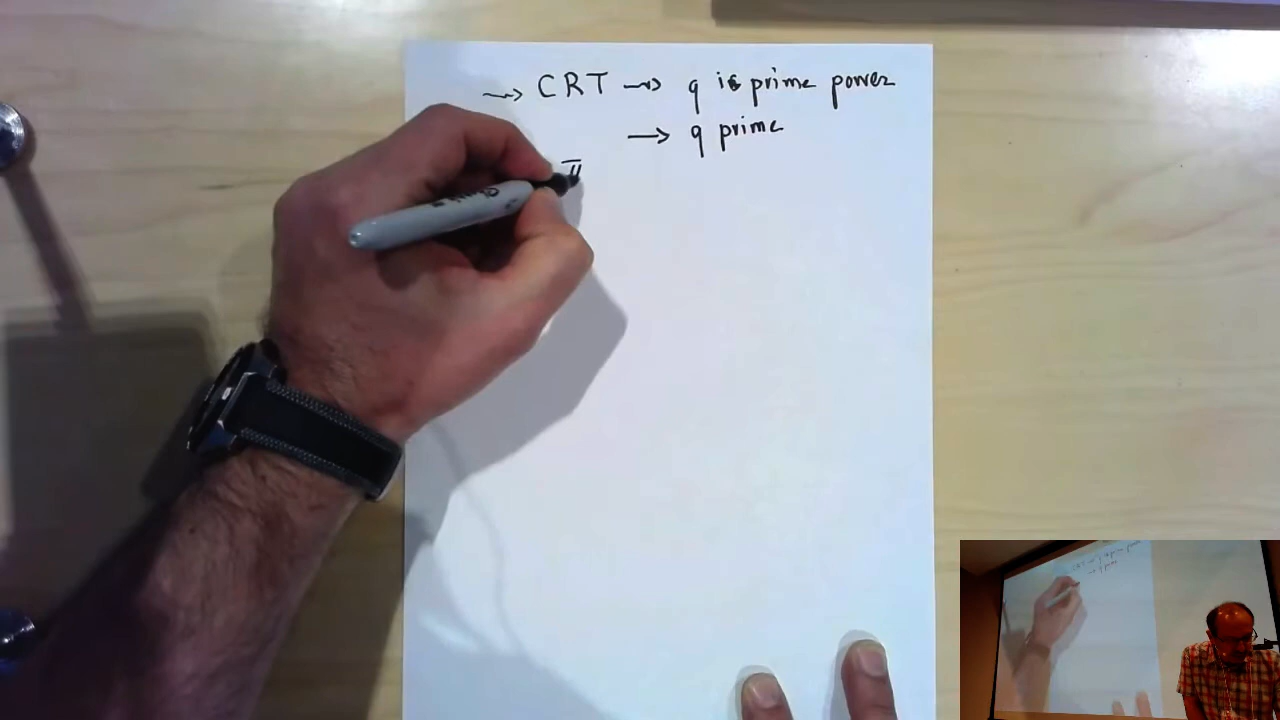 ⇝ CRT ⇝ q is prime power
→ q prime
π